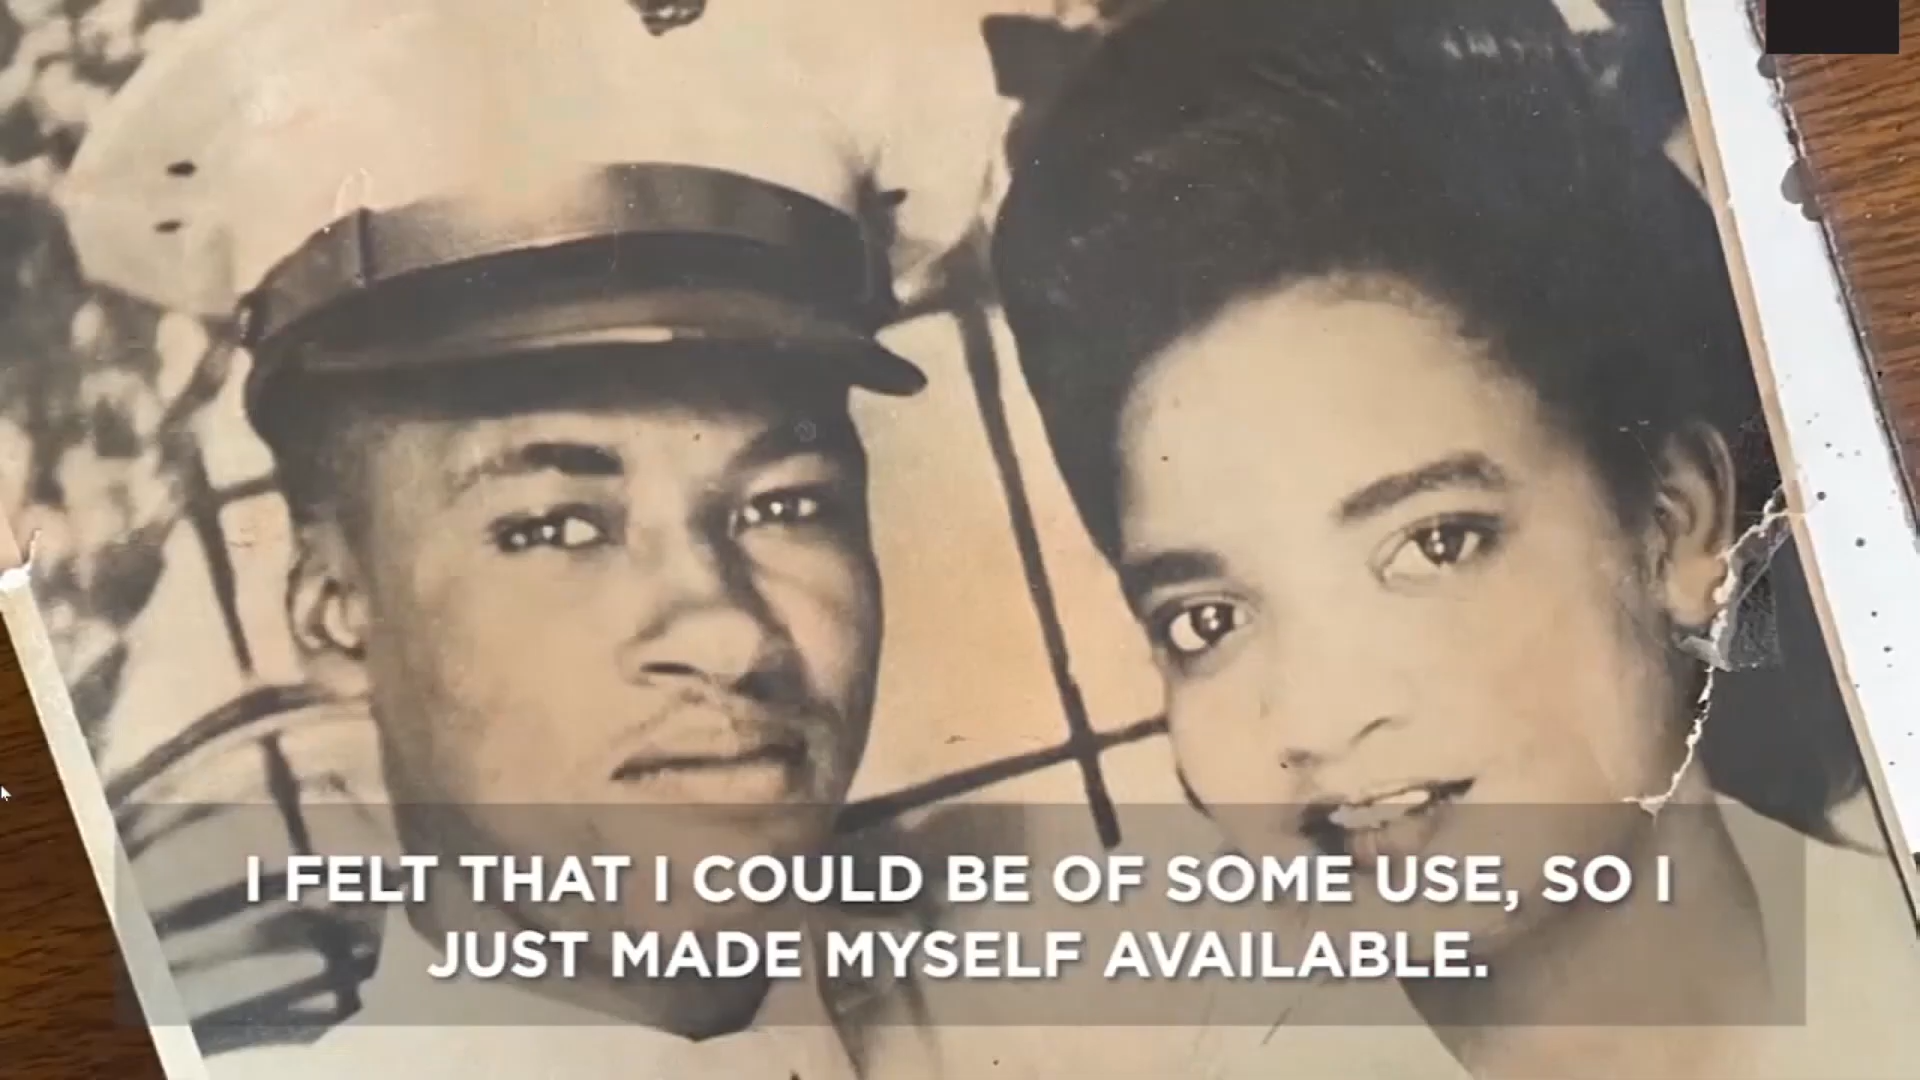 I FELT THAT I COULD BE OF SOME USE, SO I
JUST MADE MYSELF AVAILABLE.